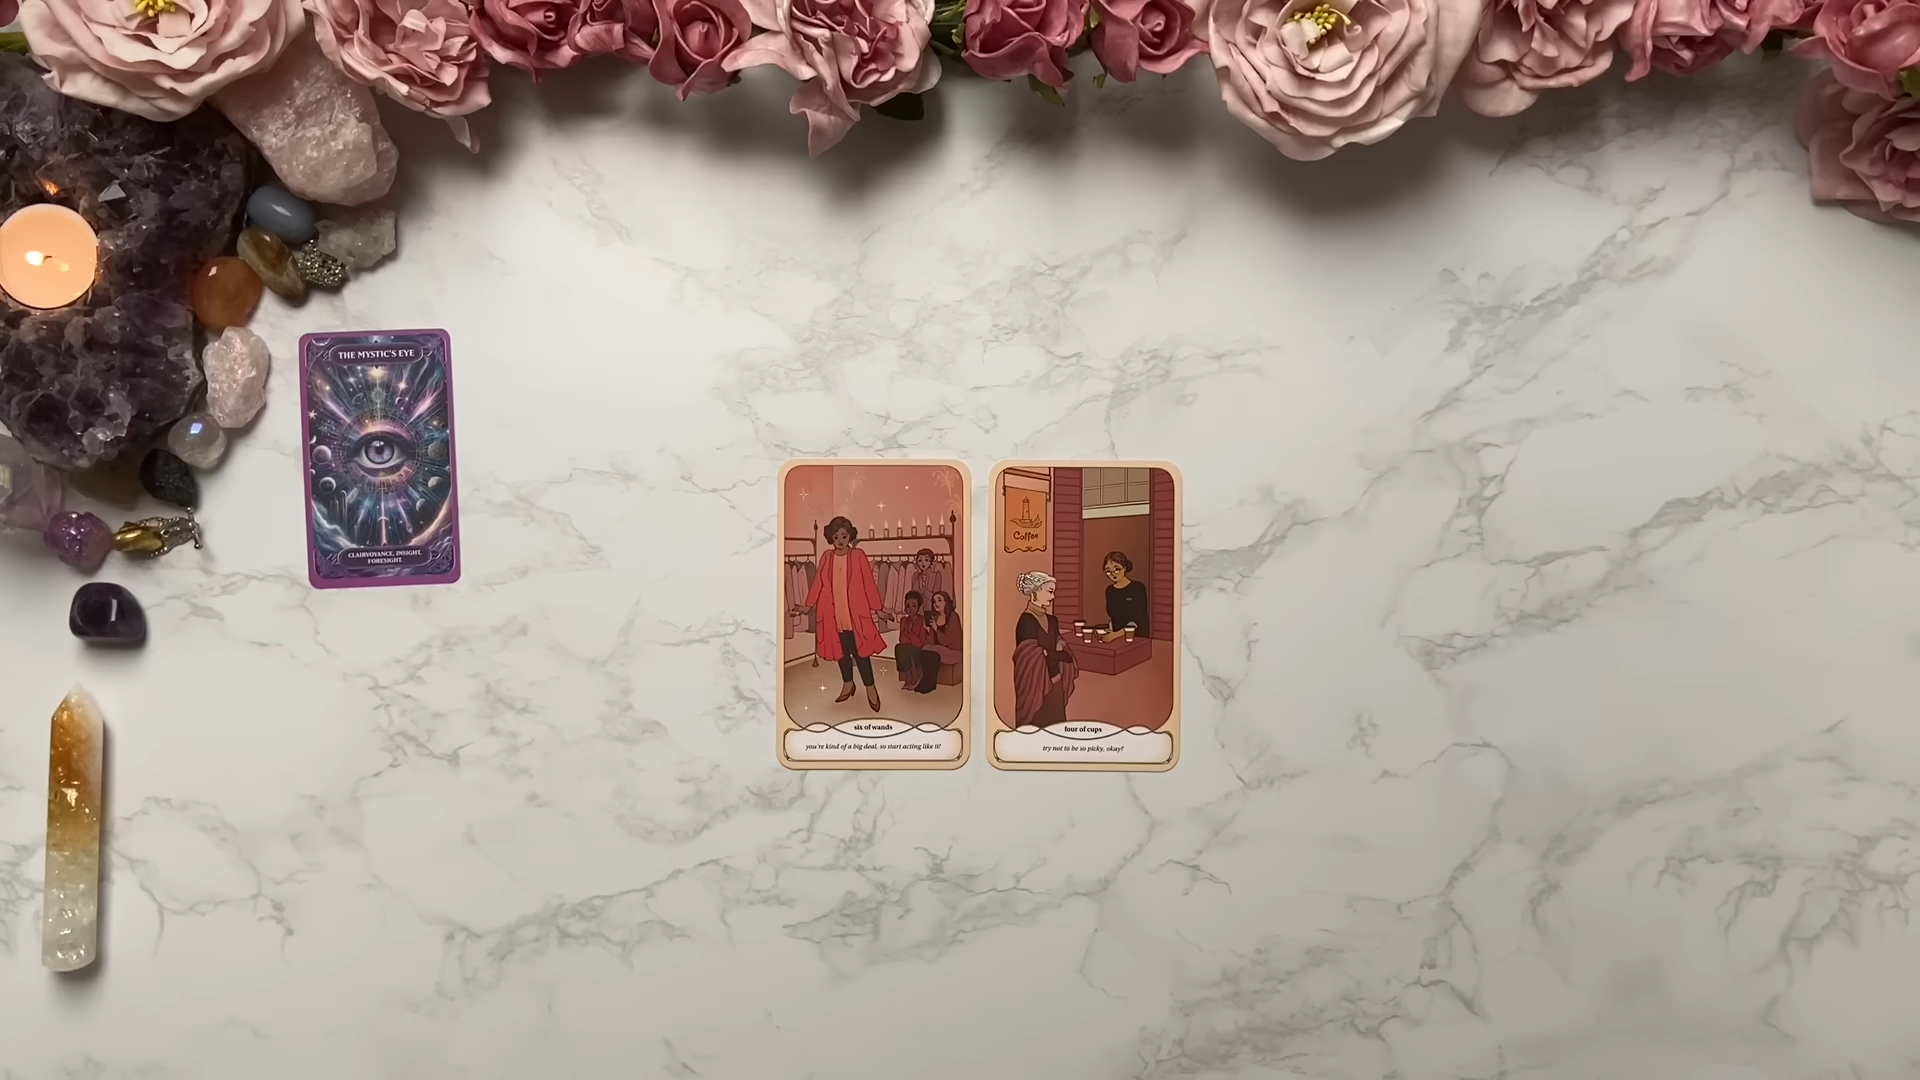 THE MYSTIC'S EYE
CLAIRVOYANCE, INSIGHT,
FORESIGHT.
six of wands
you're kind of a big deal, so start acting like it!
Coffee
four of cups
try not to be so picky, okay?